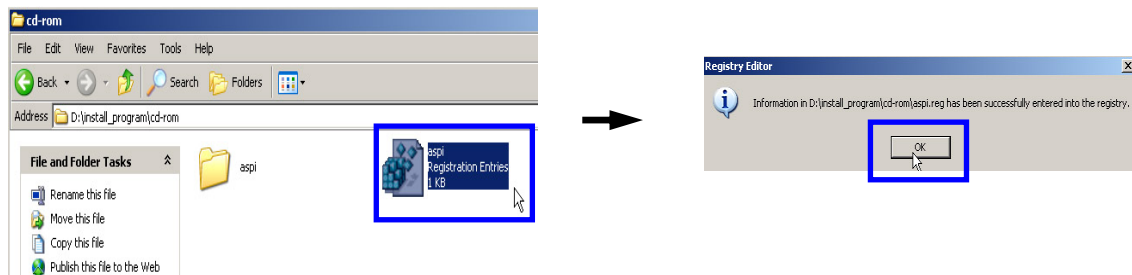 cd-rom
File Edit View Favorites Tools Help
Back Search Folders
Address D:\install_program\cd-rom
File and Folder Tasks
Rename this file
Move this file
Copy this file
Publish this file to the Web
aspi
aspi
Registration Entries
1 KB
Registry Editor
Information in D:\install_program\cd-rom\aspi.reg has been successfully entered into the registry.
OK